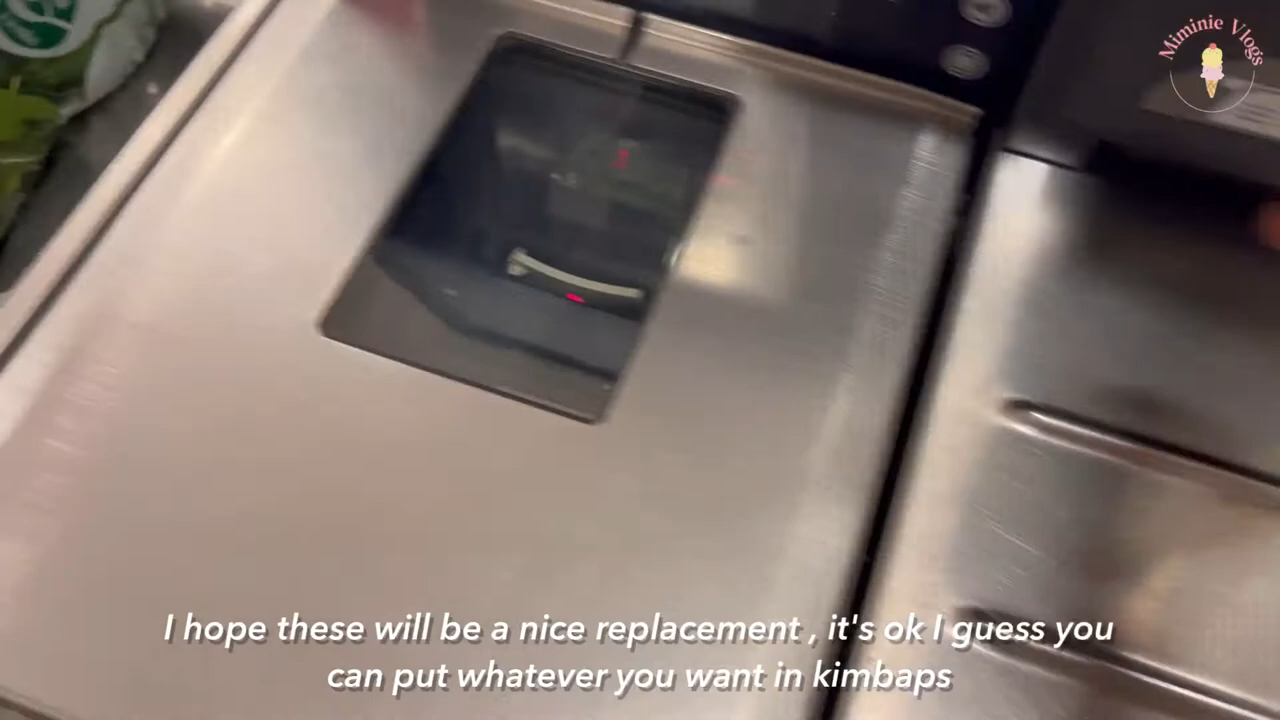 Miminie Vlogs
I hope these will be a nice replacement , it's ok I guess you
can put whatever you want in kimbaps